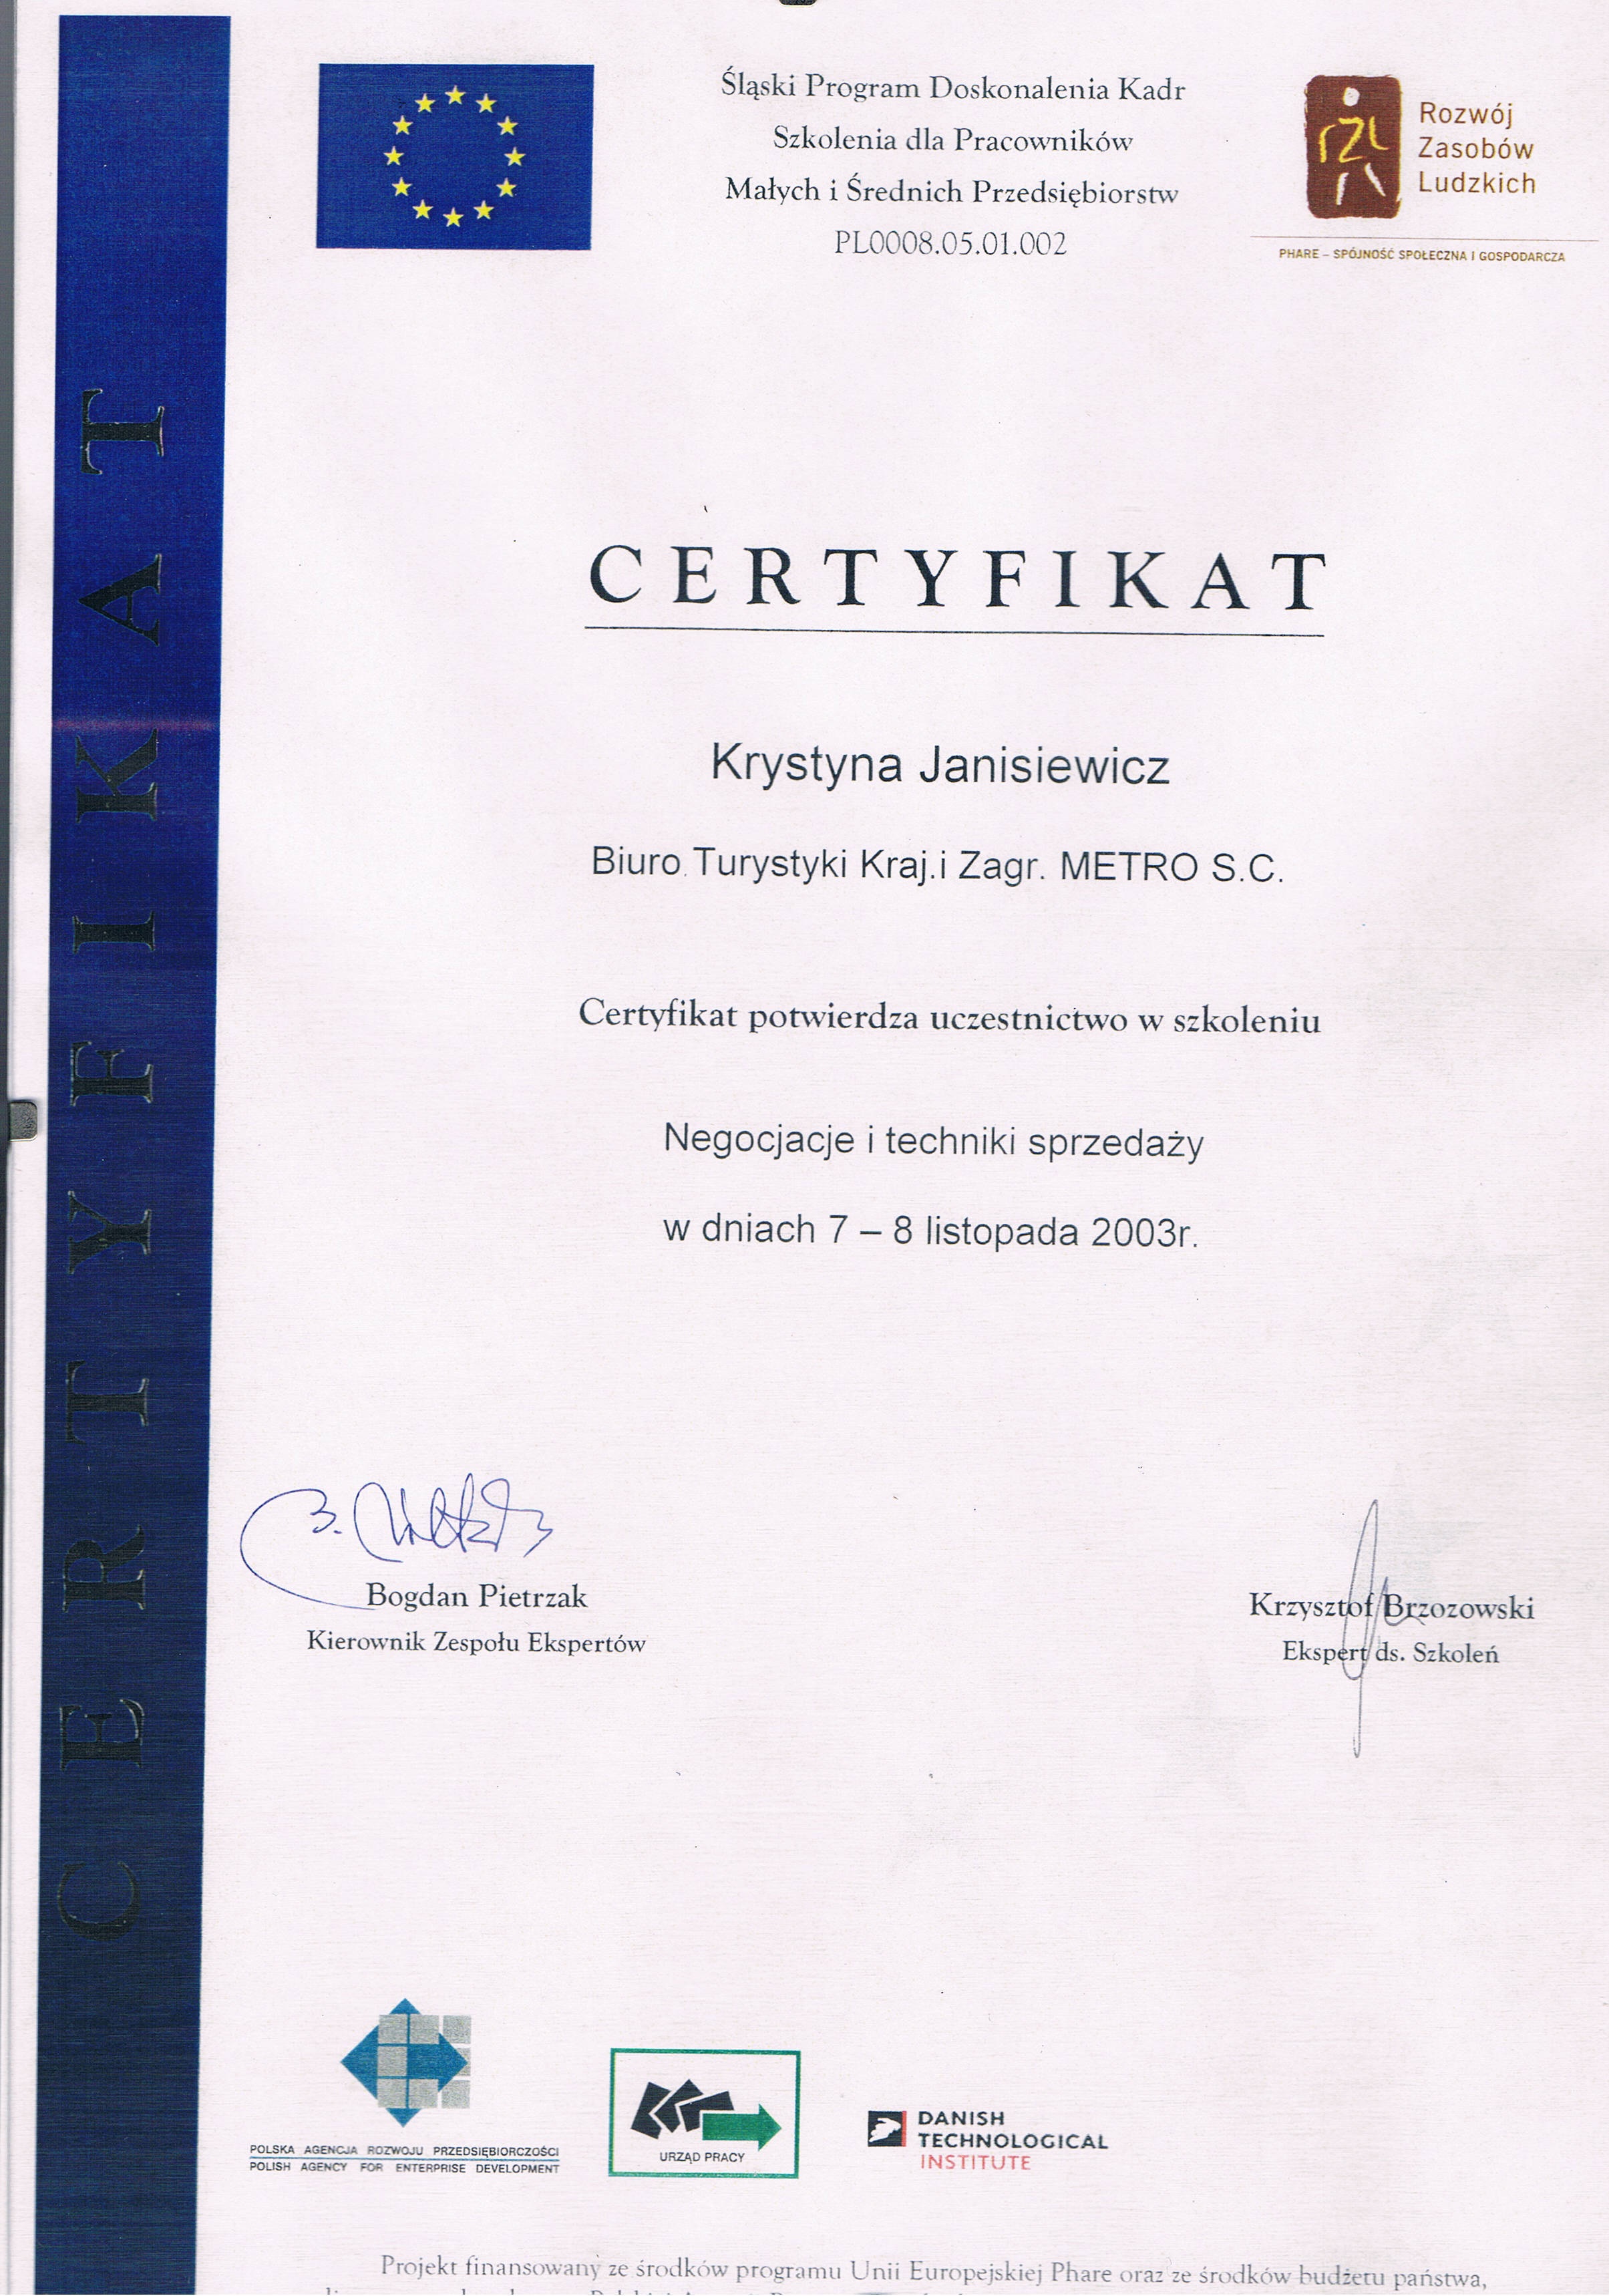 Śląski Program Doskonalenia Kadr
Szkolenia dla Pracowników
Małych i Średnich Przedsiębiorstw
PL0008.05.01.002
Rozwój
Zasobów
Ludzkich
PHARE – SPÓJNOŚĆ SPOŁECZNA I GOSPODARCZA
CERTYFIKAT
CERTYFIKAT
Krystyna Janisiewicz
Biuro Turystyki Kraj.i Zagr. METRO S.C.
Certyfikat potwierdza uczestnictwo w szkoleniu
Negocjacje i techniki sprzedaży
w dniach 7 – 8 listopada 2003r.
Bogdan Pietrzak
Kierownik Zespołu Ekspertów
Krzysztof Brzozowski
Ekspert ds. Szkoleń
POLSKA AGENCJA ROZWOJU PRZEDSIĘBIORCZOŚCI
POLISH AGENCY FOR ENTERPRISE DEVELOPMENT
URZĄD PRACY
DANISH
TECHNOLOGICAL
INSTITUTE
Projekt finansowany ze środków programu Unii Europejskiej Phare oraz ze środków budżetu państwa,